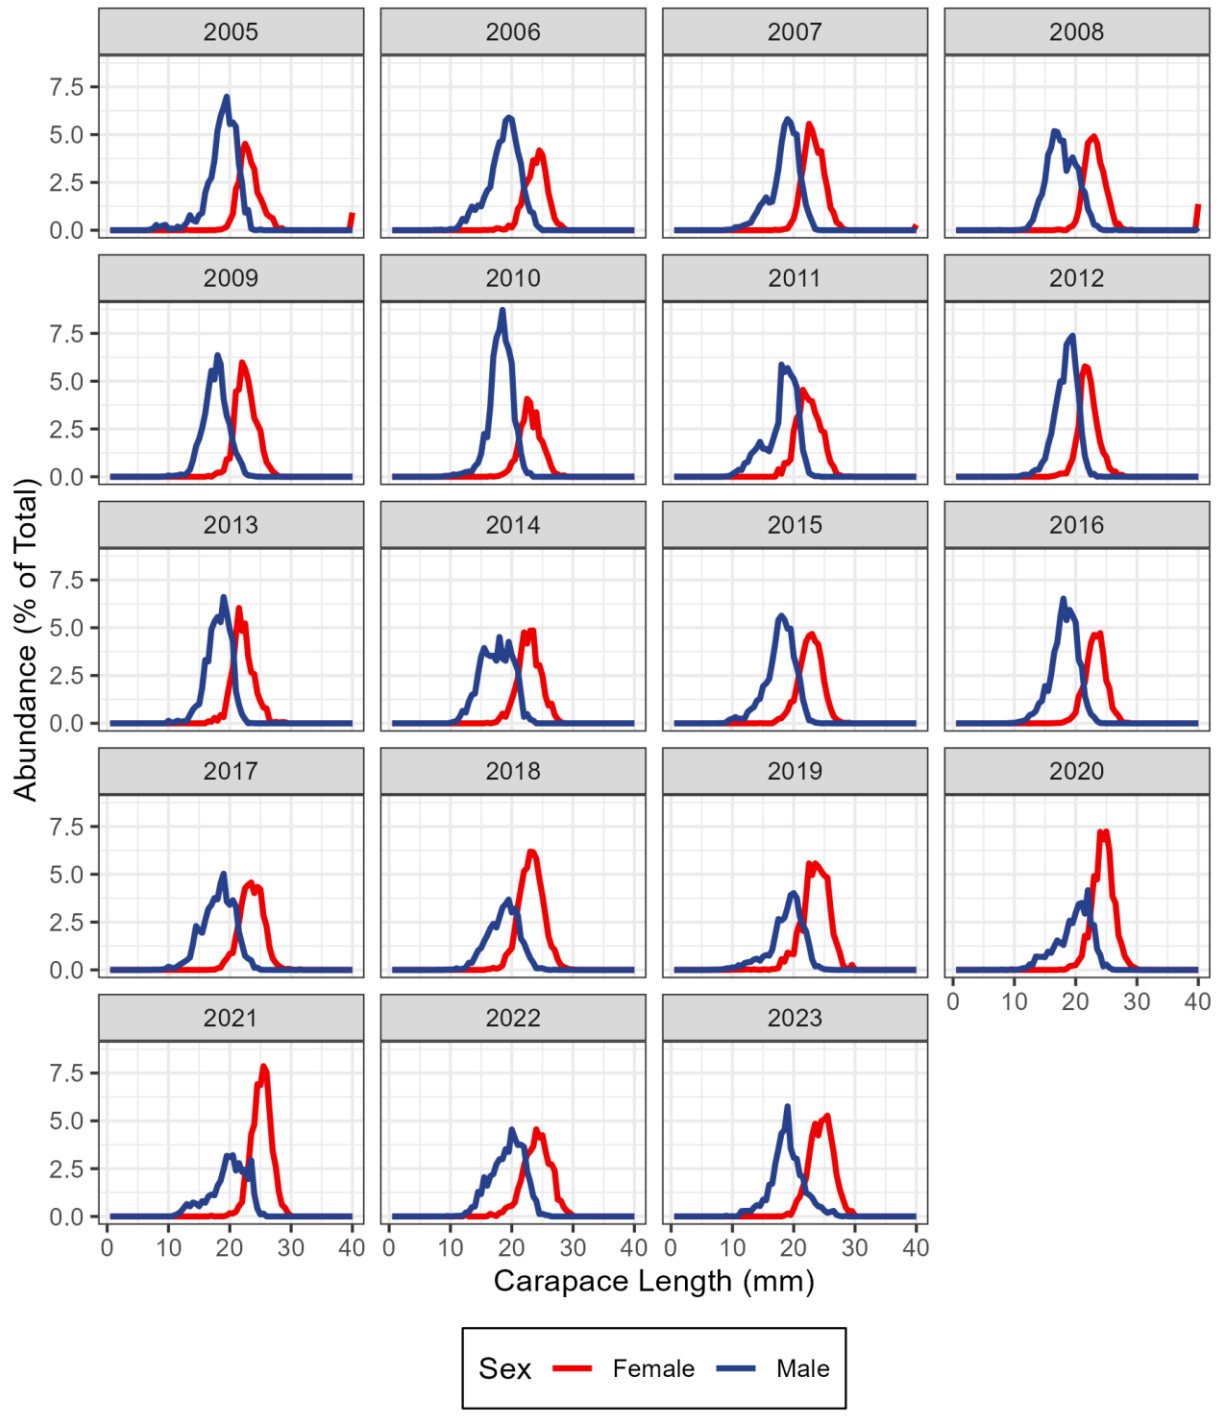 2005 2006 2007 2008
7.5
5.0
2.5
0.0
2009 2010 2011 2012
7.5
5.0
2.5
0.0
2013 2014 2015 2016
7.5
5.0
2.5
0.0
2017 2018 2019 2020
7.5
5.0
2.5
0.0
0 10 20 30 40
2021 2022 2023
7.5
5.0
2.5
0.0
0 10 20 30 40 0 10 20 30 40 0 10 20 30 40
Abundance (% of Total)
Carapace Length (mm)
Sex Female Male